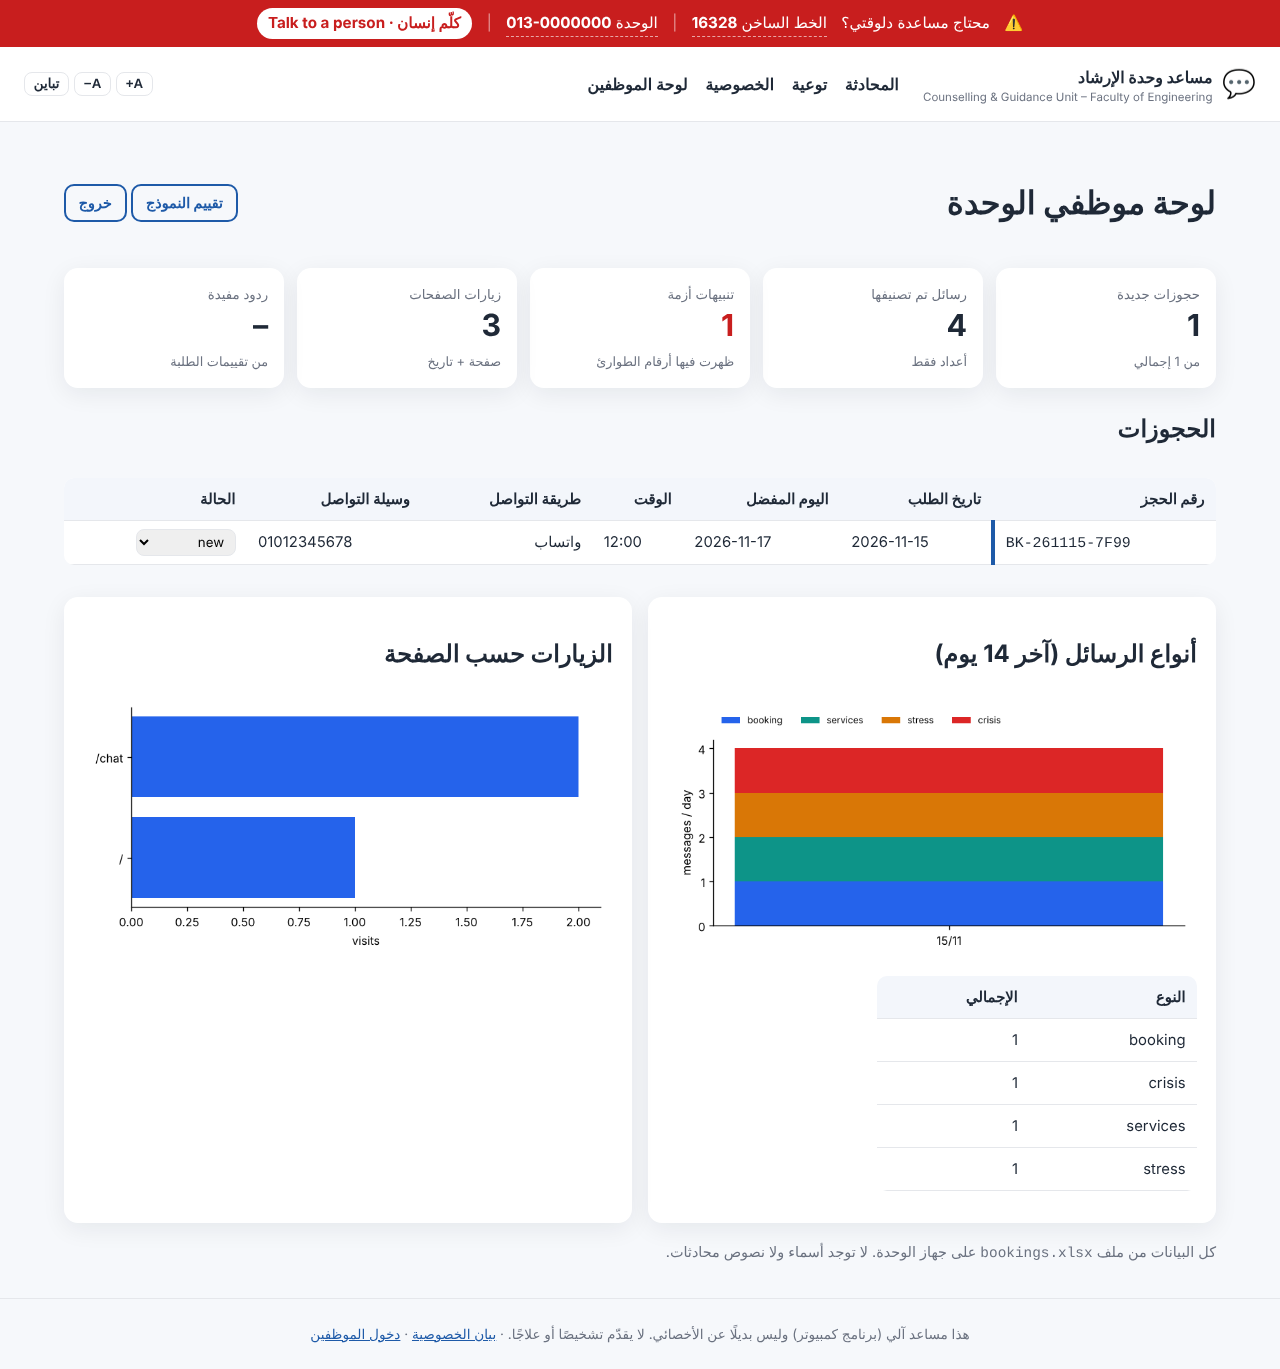 ⚠️ محتاج مساعدة دلوقتي؟ الخط الساخن 16328 | الوحدة 013-0000000 | كلّم إنسان · Talk to a person
مساعد وحدة الإرشاد
Counselling & Guidance Unit – Faculty of Engineering
المحادثة توعية الخصوصية لوحة الموظفين
A+ A− تباين
لوحة موظفي الوحدة
تقييم النموذج خروج
حجوزات جديدة
1
من 1 إجمالي
رسائل تم تصنيفها
4
أعداد فقط
تنبيهات أزمة
1
ظهرت فيها أرقام الطوارئ
زيارات الصفحات
3
صفحة + تاريخ
ردود مفيدة
–
من تقييمات الطلبة
الحجوزات
رقم الحجز تاريخ الطلب اليوم المفضل الوقت طريقة التواصل وسيلة التواصل الحالة
BK-261115-7F99 2026-11-15 2026-11-17 12:00 واتساب 01012345678 new
أنواع الرسائل (آخر 14 يوم)
booking services stress crisis
4
3
2
1
0
messages / day
15/11
النوع الإجمالي
booking 1
crisis 1
services 1
stress 1
الزيارات حسب الصفحة
/chat
/
0.00 0.25 0.50 0.75 1.00 1.25 1.50 1.75 2.00
visits
كل البيانات من ملف bookings.xlsx على جهاز الوحدة. لا توجد أسماء ولا نصوص محادثات.
هذا مساعد آلي (برنامج كمبيوتر) وليس بديلًا عن الأخصائي. لا يقدّم تشخيصًا أو علاجًا. · بيان الخصوصية · دخول الموظفين